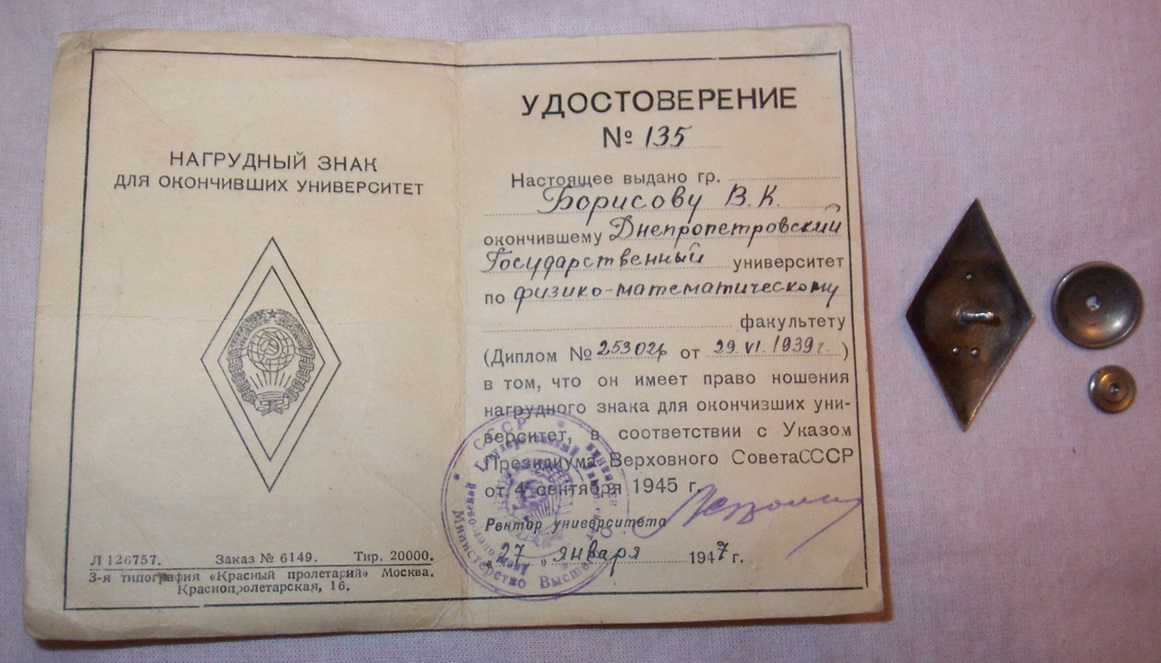 НАГРУДНЫЙ ЗНАК
ДЛЯ ОКОНЧИВШИХ УНИВЕРСИТЕТ
Л 126757. Заказ № 6149. Тир. 20000.
3-я типография «Красный пролетарий» Москва.
Краснопролетарская, 16.
УДОСТОВЕРЕНИЕ
№ 135
Настоящее выдано гр.
Борисову В. К.
окончившему Днепропетровский
Государственный университет
по физико-математическому
факультету
(Диплом № 253024 от 29.VI.1939 г.)
в том, что он имеет право ношения
нагрудного знака для окончивших уни-
верситет, в соответствии с Указом
Президиума Верховного Совета СССР
от 4 сентября 1945 г.
Ректор университета
„27„ января 1947 г.
СССР
Министерство Высшего